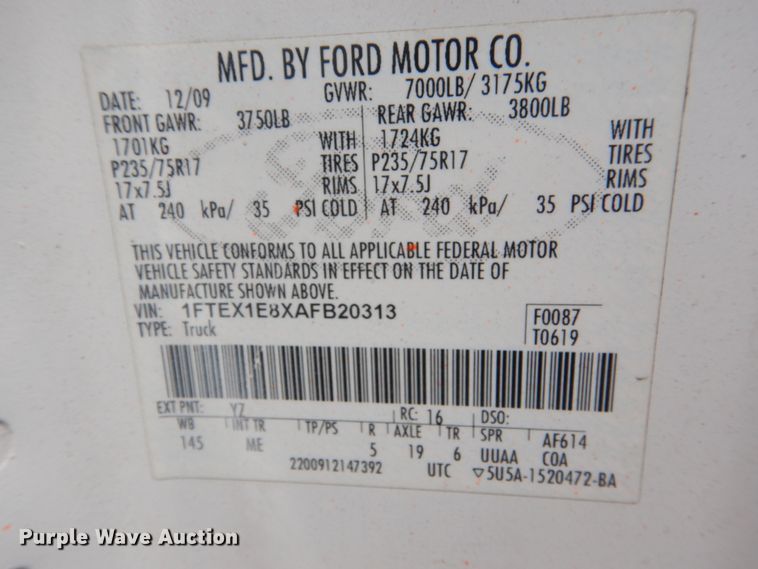 MFD. BY FORD MOTOR CO.
DATE: 12/09 GVWR: 7000LB/ 3175KG
FRONT GAWR: 3750LB REAR GAWR: 3800LB
1701KG WITH 1724KG WITH
P235/75R17 TIRES P235/75R17 TIRES
17x7.5J RIMS 17x7.5J RIMS
AT 240 kPa/ 35 PSI COLD AT 240 kPa/ 35 PSI COLD
THIS VEHICLE CONFORMS TO ALL APPLICABLE FEDERAL MOTOR
VEHICLE SAFETY STANDARDS IN EFFECT ON THE DATE OF
MANUFACTURE SHOWN ABOVE.
VIN: 1FTEX1E8XAFB20313 F0087
TYPE: Truck T0619
EXT PNT: YZ RC: 16 DSO:
WB INT TR TP/PS R AXLE TR SPR AF614
145 ME 5 19 6 UUAA COA
2200912147392 UTC ▽5U5A-1520472-BA
Purple Wave Auction